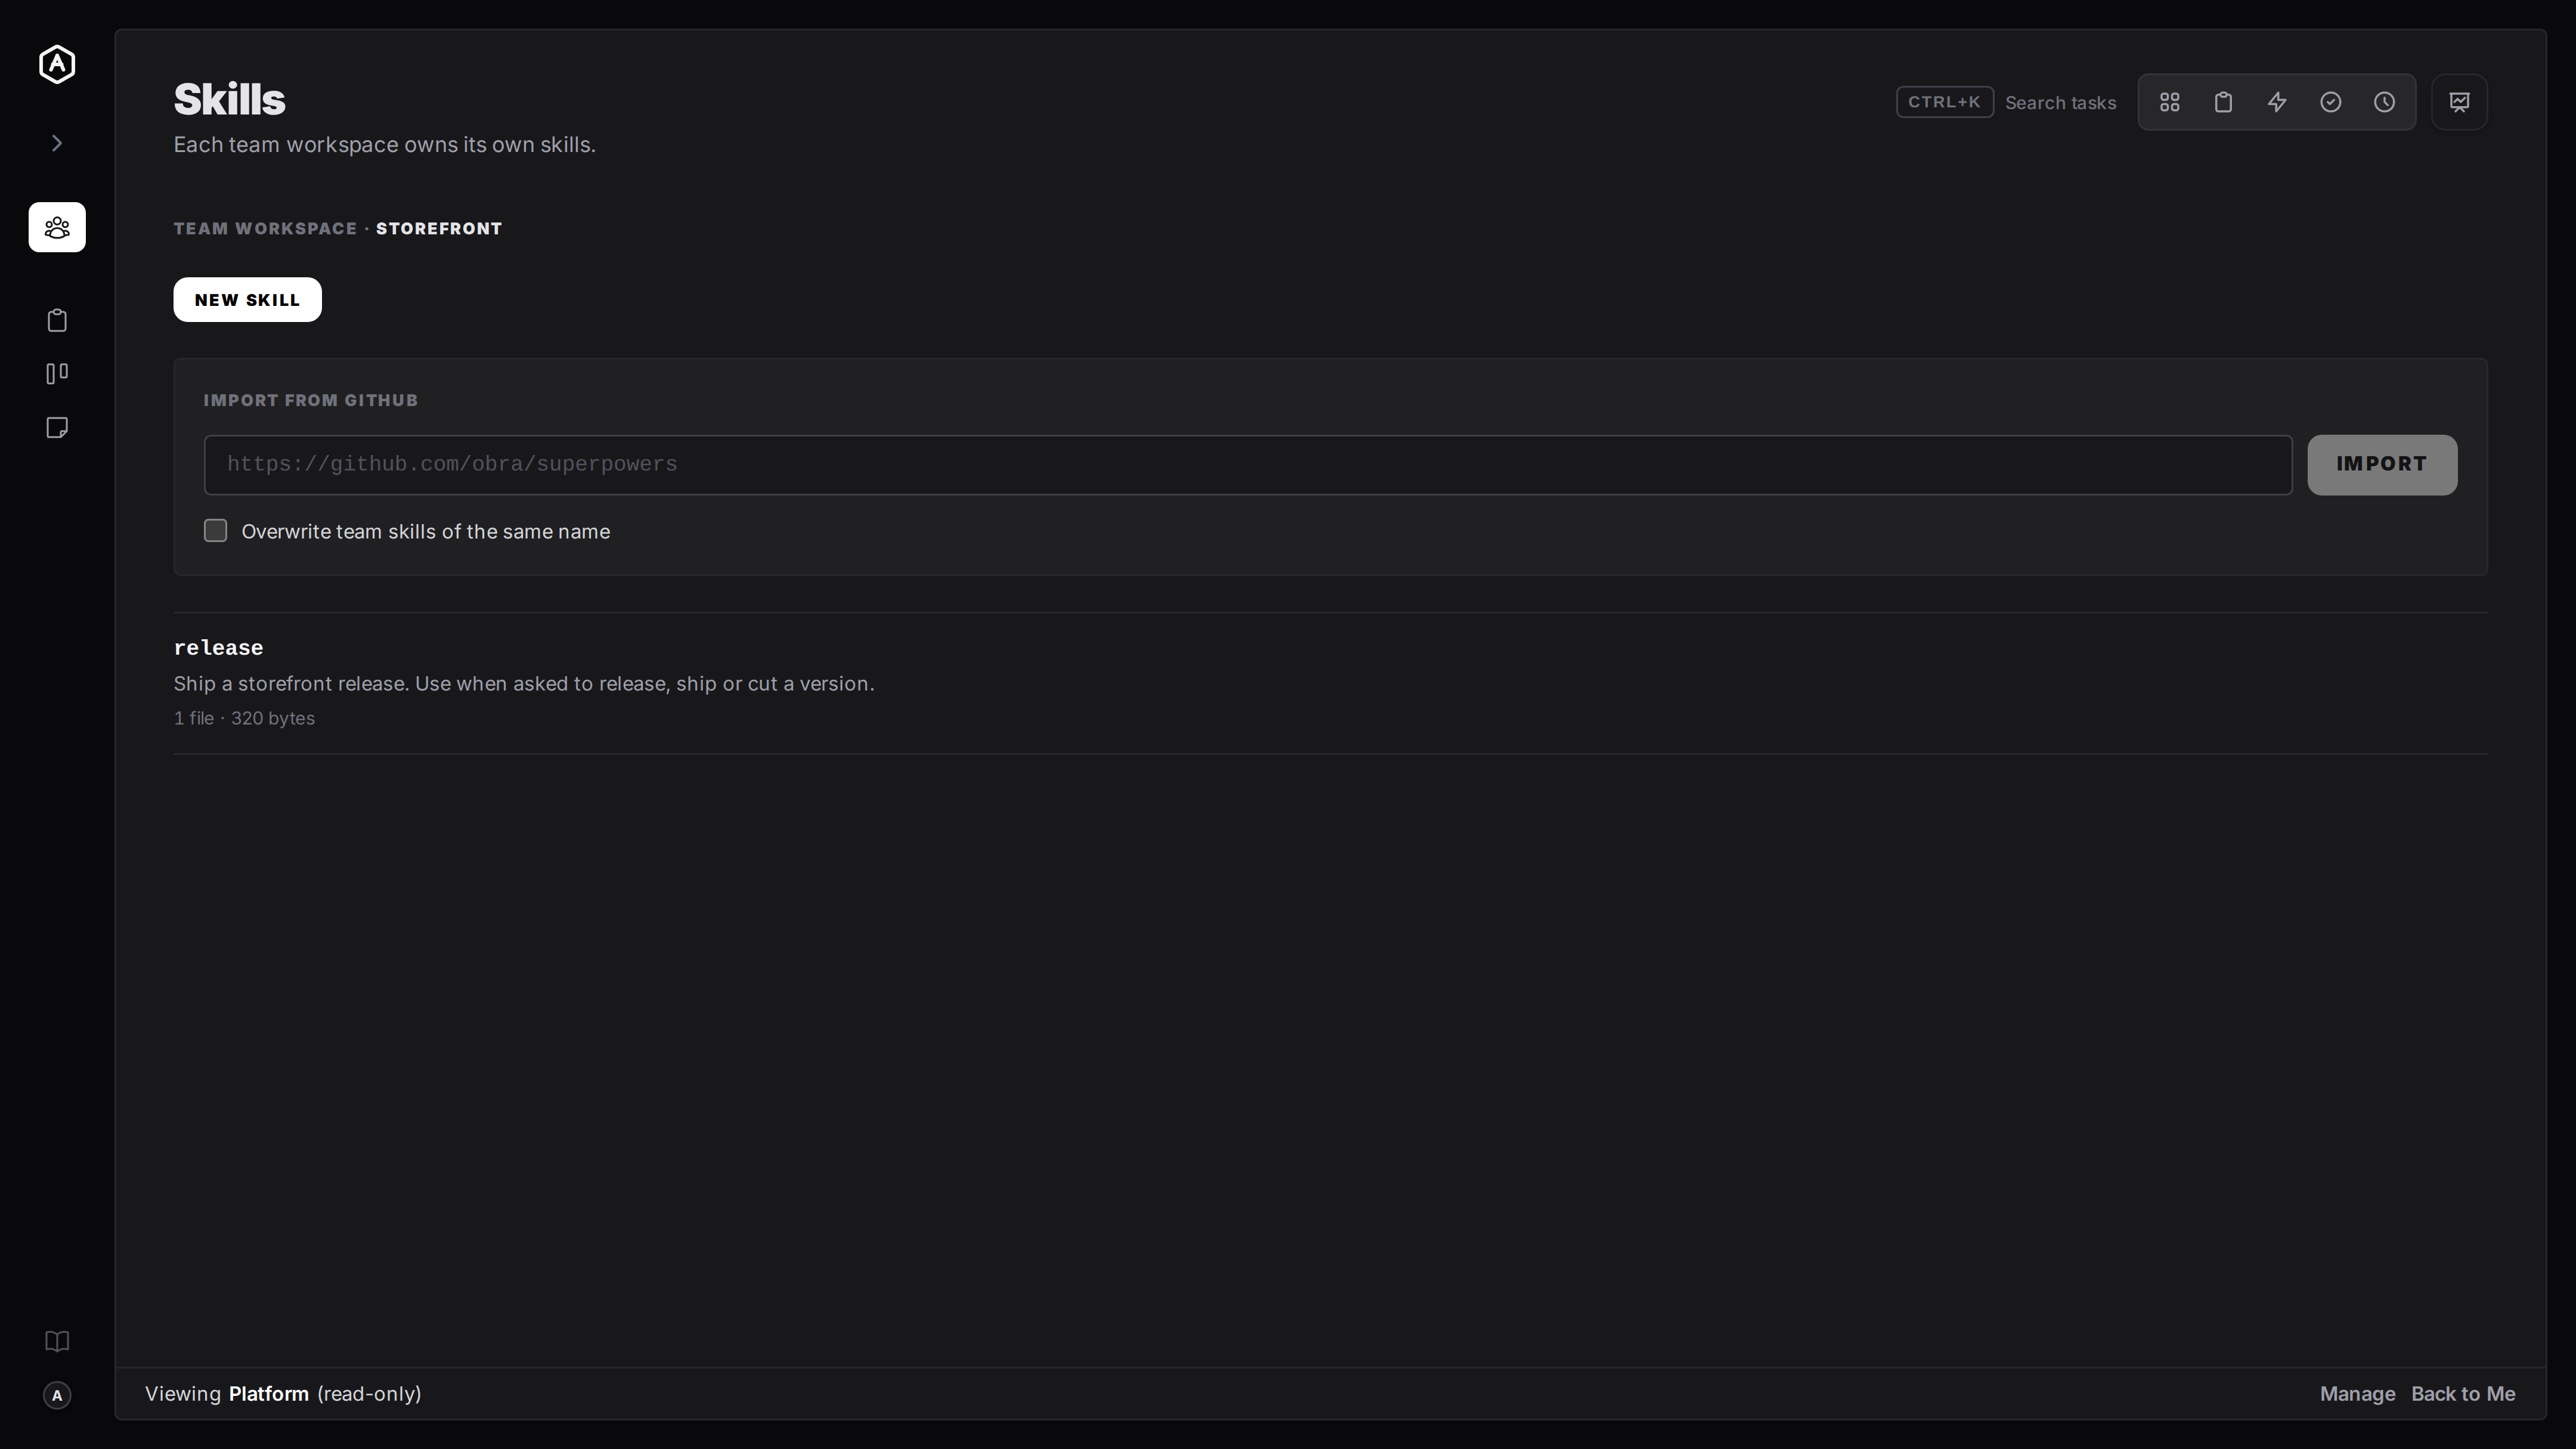 Skills
Each team workspace owns its own skills.
CTRL+K Search tasks
TEAM WORKSPACE · STOREFRONT
NEW SKILL
IMPORT FROM GITHUB
https://github.com/obra/superpowers
IMPORT
Overwrite team skills of the same name
release
Ship a storefront release. Use when asked to release, ship or cut a version.
1 file · 320 bytes
A
Viewing Platform (read-only)
Manage Back to Me